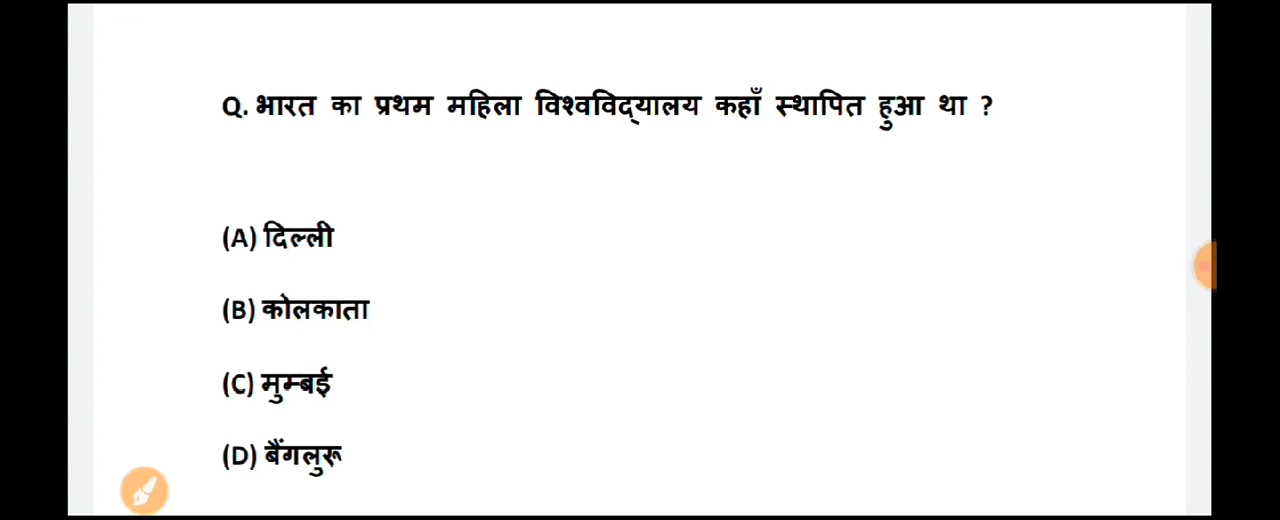 Q. भारत का प्रथम महिला विश्वविद्यालय कहाँ स्थापित हुआ था ?
(A) दिल्ली
(B) कोलकाता
(C) मुम्बई
(D) बैंगलुरू